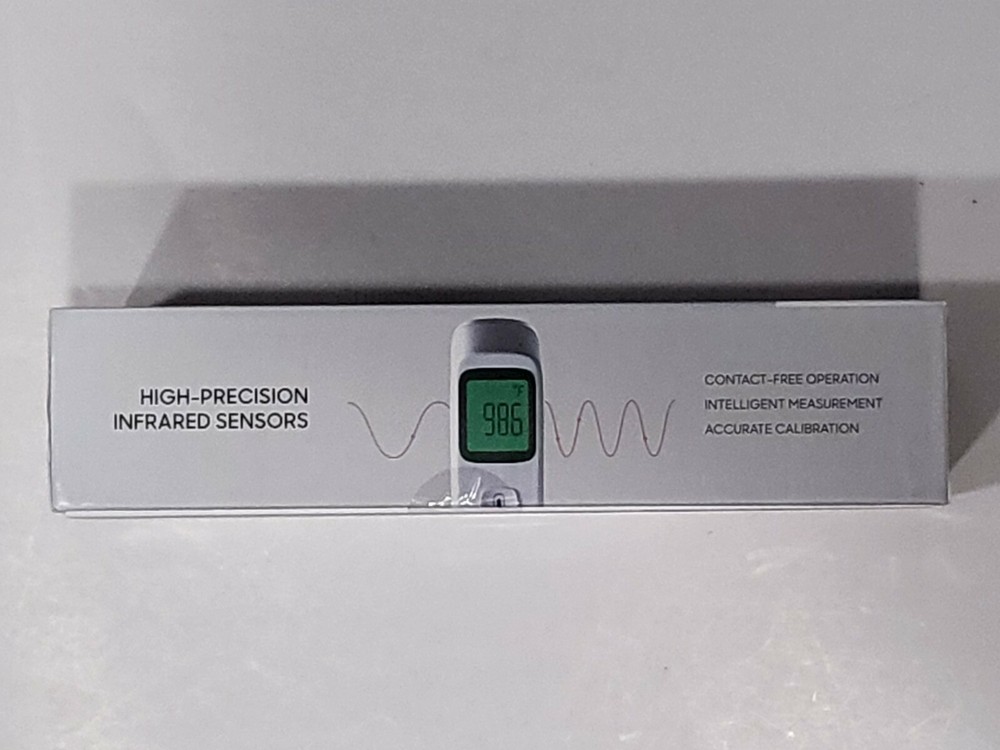 HIGH-PRECISION
INFRARED SENSORS
°F
986
CONTACT-FREE OPERATION
INTELLIGENT MEASUREMENT
ACCURATE CALIBRATION